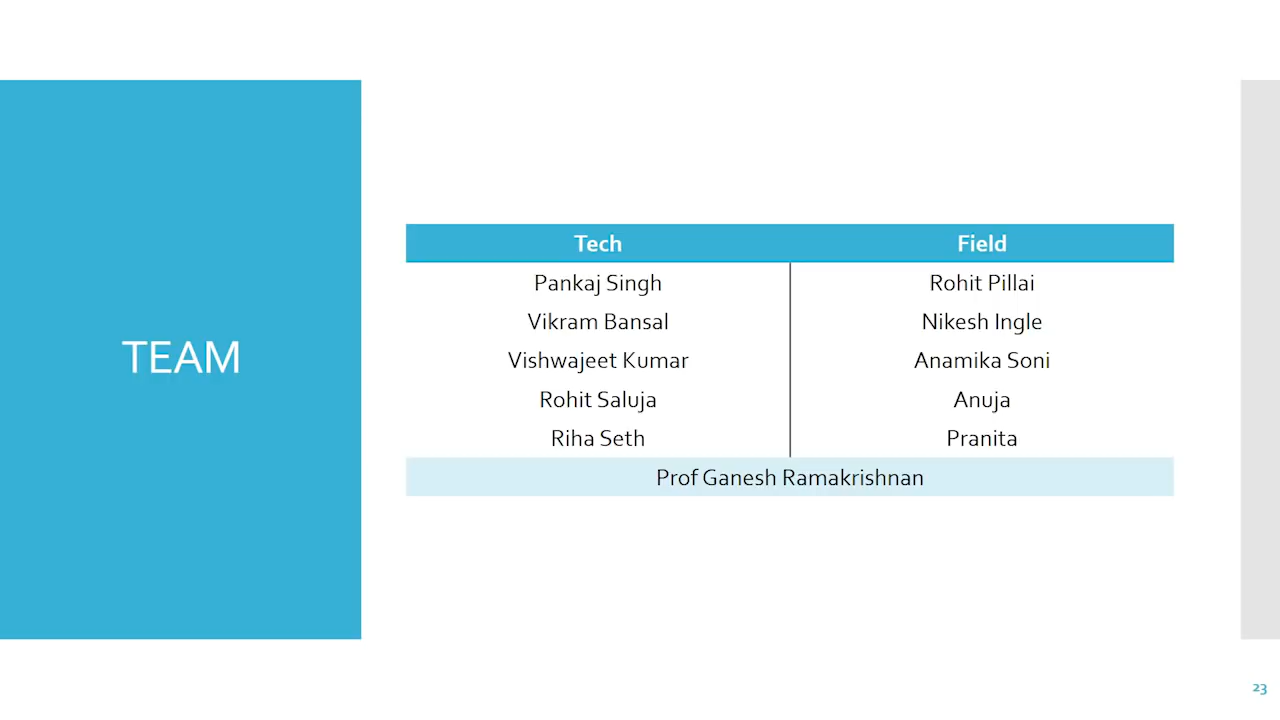 TEAM
Tech Field
Pankaj Singh Rohit Pillai
Vikram Bansal Nikesh Ingle
Vishwajeet Kumar Anamika Soni
Rohit Saluja Anuja
Riha Seth Pranita
Prof Ganesh Ramakrishnan
23